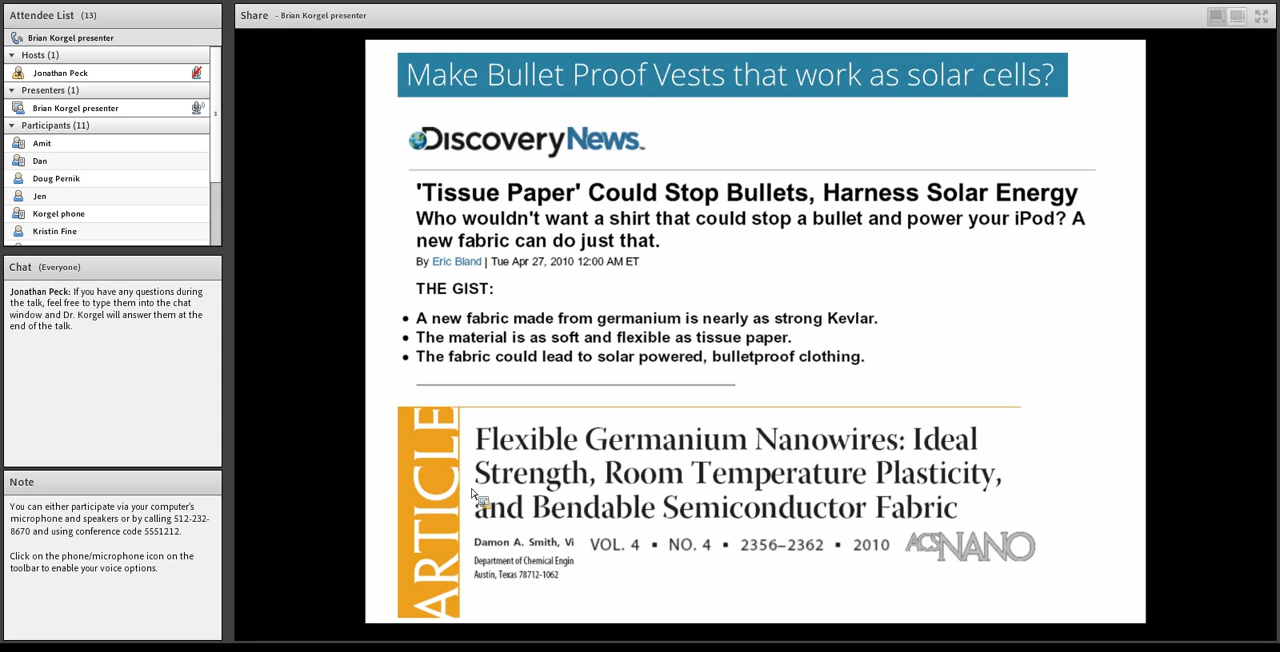 Attendee List (13)
Brian Korgel presenter
Hosts (1)
Jonathan Peck
Presenters (1)
Brian Korgel presenter
Participants (11)
Amit
Dan
Doug Pernik
Jen
Korgel phone
Kristin Fine
Chat (Everyone)
Jonathan Peck: If you have any questions during
the talk, feel free to type them into the chat
window and Dr. Korgel will answer them at the
end of the talk.
Note
You can either participate via your computer's
microphone and speakers or by calling 512-232-
8670 and using conference code 5551212.
Click on the phone/microphone icon on the
toolbar to enable your voice options.
Share - Brian Korgel presenter
Make Bullet Proof Vests that work as solar cells?
Discovery News
'Tissue Paper' Could Stop Bullets, Harness Solar Energy
Who wouldn't want a shirt that could stop a bullet and power your iPod? A
new fabric can do just that.
By Eric Bland | Tue Apr 27, 2010 12:00 AM ET
THE GIST:
• A new fabric made from germanium is nearly as strong Kevlar.
• The material is as soft and flexible as tissue paper.
• The fabric could lead to solar powered, bulletproof clothing.
ARTICLE
Flexible Germanium Nanowires: Ideal
Strength, Room Temperature Plasticity,
and Bendable Semiconductor Fabric
Damon A. Smith, Vi
VOL. 4 ▪ NO. 4 ▪ 2356–2362 ▪ 2010
ACS NANO
Department of Chemical Engin
Austin, Texas 78712-1062